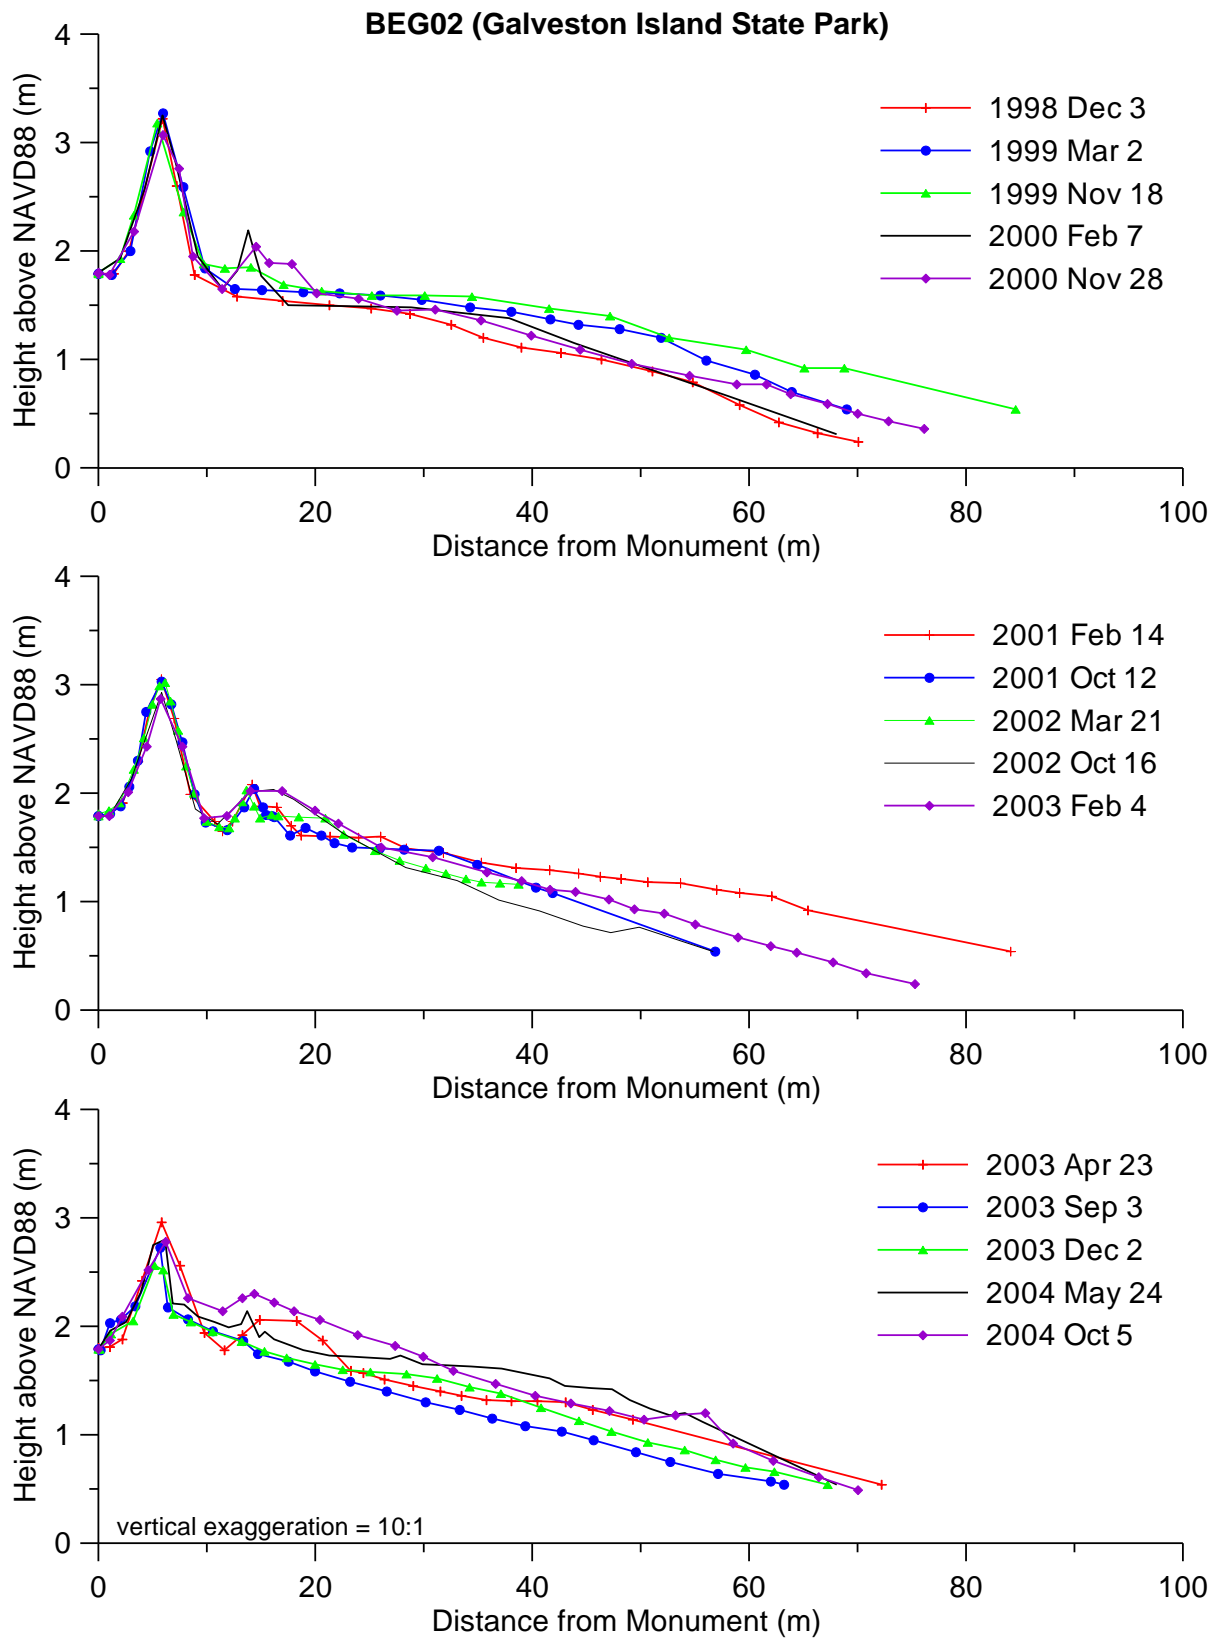 BEG02 (Galveston Island State Park)
4
3
2
1
0
Height above NAVD88 (m)
1998 Dec 3
1999 Mar 2
1999 Nov 18
2000 Feb 7
2000 Nov 28
0 20 40 60 80 100
Distance from Monument (m)
4
3
2
1
0
Height above NAVD88 (m)
2001 Feb 14
2001 Oct 12
2002 Mar 21
2002 Oct 16
2003 Feb 4
0 20 40 60 80 100
Distance from Monument (m)
4
3
2
1
0
Height above NAVD88 (m)
2003 Apr 23
2003 Sep 3
2003 Dec 2
2004 May 24
2004 Oct 5
vertical exaggeration = 10:1
0 20 40 60 80 100
Distance from Monument (m)